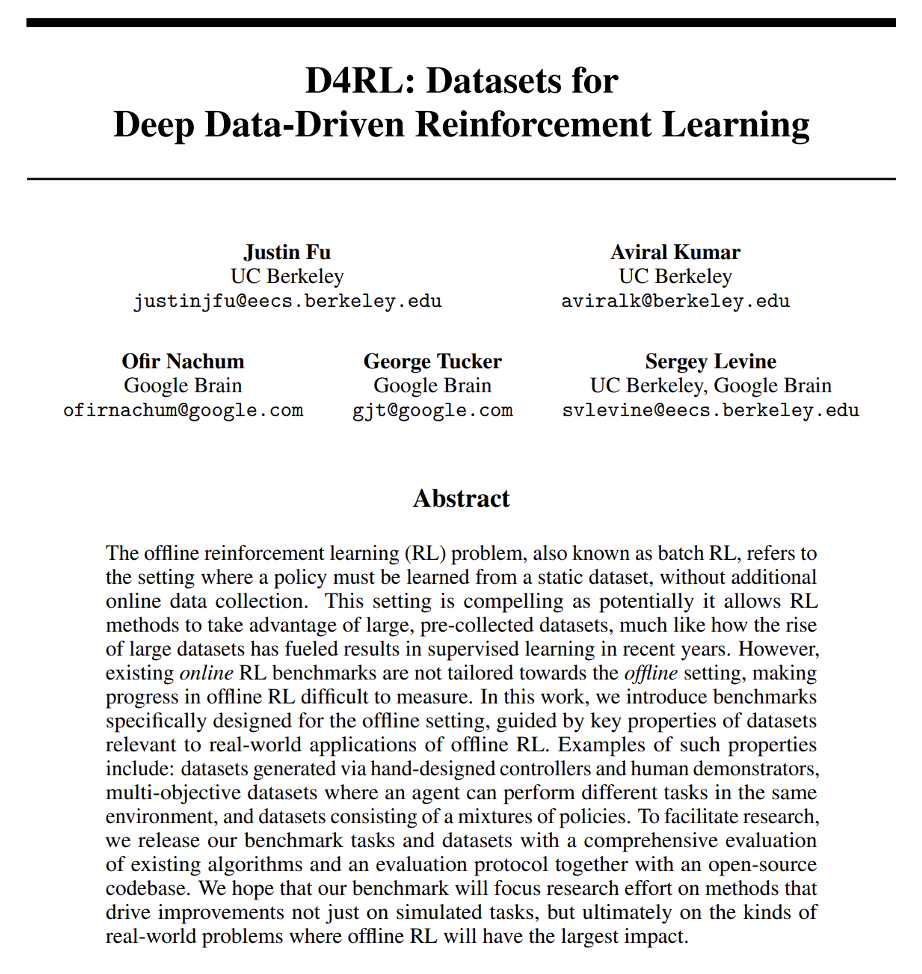 D4RL: Datasets for
Deep Data-Driven Reinforcement Learning
Justin Fu
UC Berkeley
justinjfu@eecs.berkeley.edu
Aviral Kumar
UC Berkeley
aviralk@berkeley.edu
Ofir Nachum
Google Brain
ofirnachum@google.com
George Tucker
Google Brain
gjt@google.com
Sergey Levine
UC Berkeley, Google Brain
svlevine@eecs.berkeley.edu
Abstract
The offline reinforcement learning (RL) problem, also known as batch RL, refers to
the setting where a policy must be learned from a static dataset, without additional
online data collection. This setting is compelling as potentially it allows RL
methods to take advantage of large, pre-collected datasets, much like how the rise
of large datasets has fueled results in supervised learning in recent years. However,
existing online RL benchmarks are not tailored towards the offline setting, making
progress in offline RL difficult to measure. In this work, we introduce benchmarks
specifically designed for the offline setting, guided by key properties of datasets
relevant to real-world applications of offline RL. Examples of such properties
include: datasets generated via hand-designed controllers and human demonstrators,
multi-objective datasets where an agent can perform different tasks in the same
environment, and datasets consisting of a mixtures of policies. To facilitate research,
we release our benchmark tasks and datasets with a comprehensive evaluation
of existing algorithms and an evaluation protocol together with an open-source
codebase. We hope that our benchmark will focus research effort on methods that
drive improvements not just on simulated tasks, but ultimately on the kinds of
real-world problems where offline RL will have the largest impact.